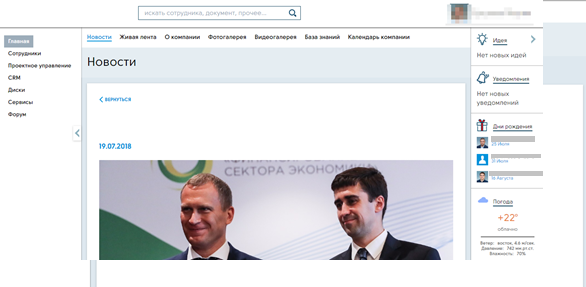 искать сотрудника, документ, прочее...
Главная
Сотрудники
Проектное управление
CRM
Диски
Сервисы
Форум
Новости Живая лента О компании Фотогалерея Видеогалерея База знаний Календарь компании
Новости
ВЕРНУТЬСЯ
19.07.2018
СЕКТОРА ЭКОНОМИКИ
Идея
Нет новых идей
Уведомления
Нет новых
уведомлений
Дни рождения
25 Июля
31 Июля
14 Августа
Погода
+22°
облачно
Ветер: восток, 4.6 м/сек.
Давление: 742 мм.рт.ст.
Влажность: 70%